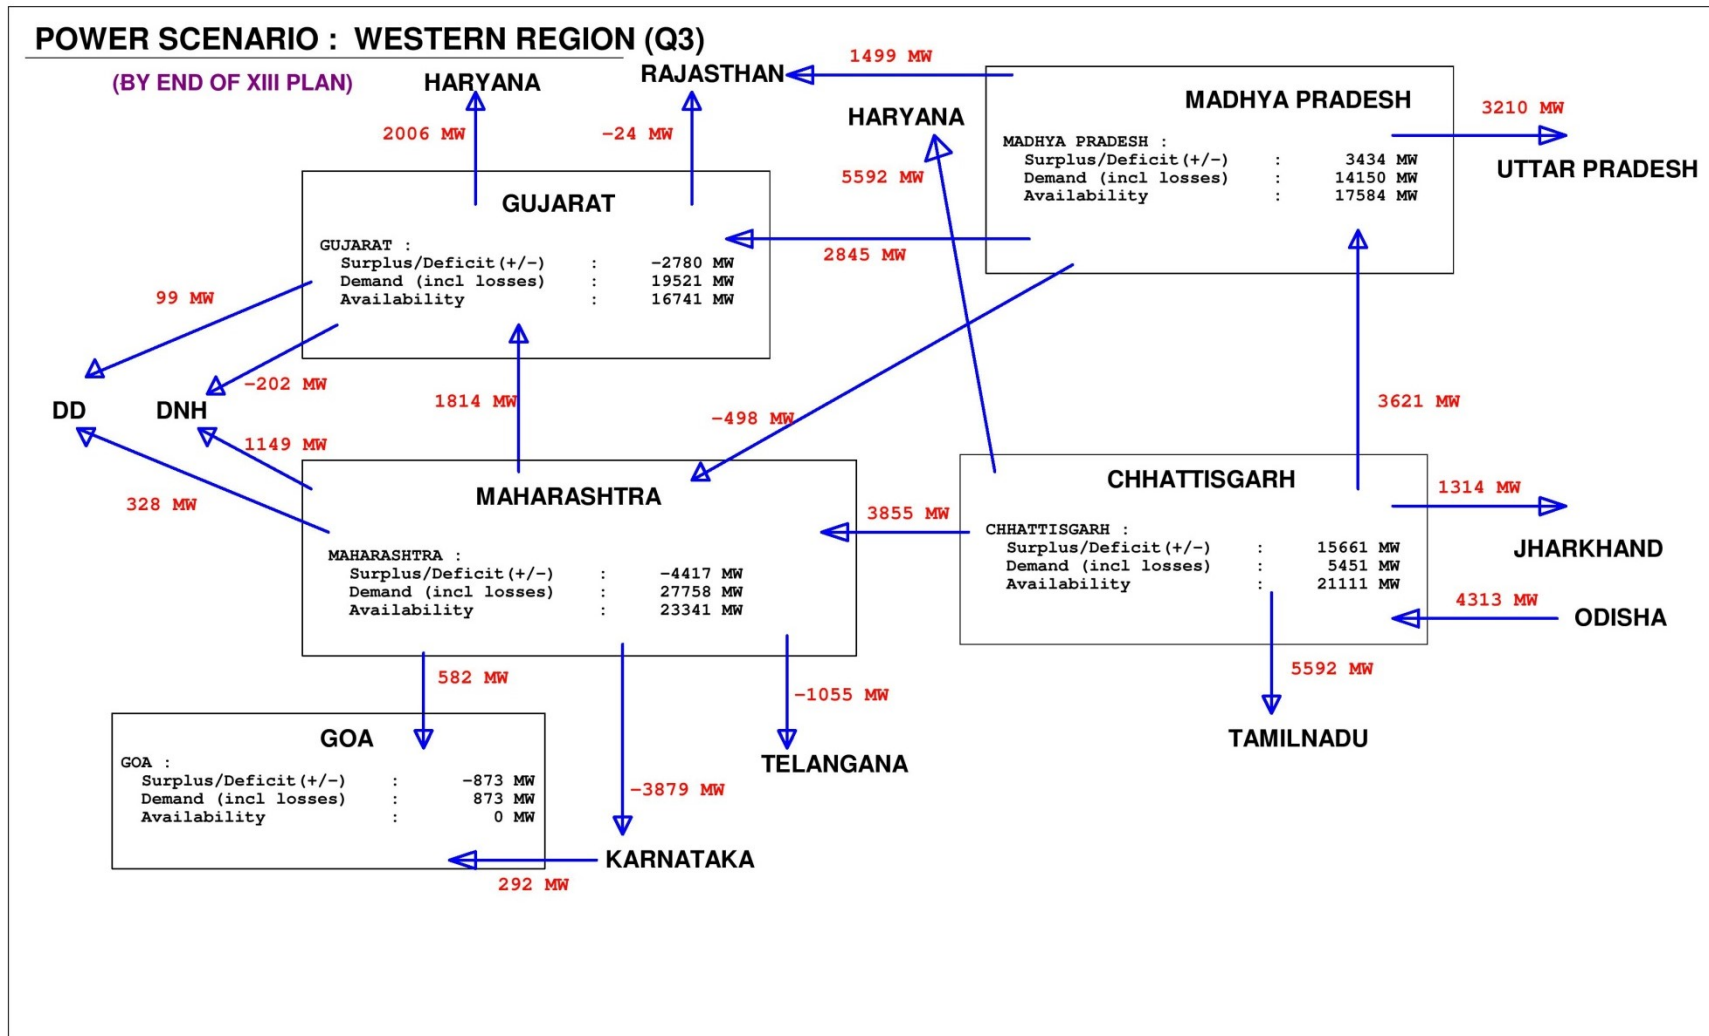 POWER SCENARIO : WESTERN REGION (Q3)
(BY END OF XIII PLAN)
HARYANA
RAJASTHAN
1499 MW
2006 MW
-24 MW
HARYANA
5592 MW
MADHYA PRADESH
MADHYA PRADESH :
Surplus/Deficit(+/-) : 3434 MW
Demand (incl losses) : 14150 MW
Availability : 17584 MW
3210 MW
UTTAR PRADESH
GUJARAT
GUJARAT :
Surplus/Deficit(+/-) : -2780 MW
Demand (incl losses) : 19521 MW
Availability : 16741 MW
2845 MW
99 MW
-202 MW
DD
DNH
1814 MW
-498 MW
3621 MW
1149 MW
328 MW
MAHARASHTRA
MAHARASHTRA :
Surplus/Deficit(+/-) : -4417 MW
Demand (incl losses) : 27758 MW
Availability : 23341 MW
3855 MW
CHHATTISGARH
CHHATTISGARH :
Surplus/Deficit(+/-) : 15661 MW
Demand (incl losses) : 5451 MW
Availability : 21111 MW
1314 MW
JHARKHAND
4313 MW
ODISHA
582 MW
-1055 MW
5592 MW
GOA
GOA :
Surplus/Deficit(+/-) : -873 MW
Demand (incl losses) : 873 MW
Availability : 0 MW
TELANGANA
TAMILNADU
-3879 MW
KARNATAKA
292 MW